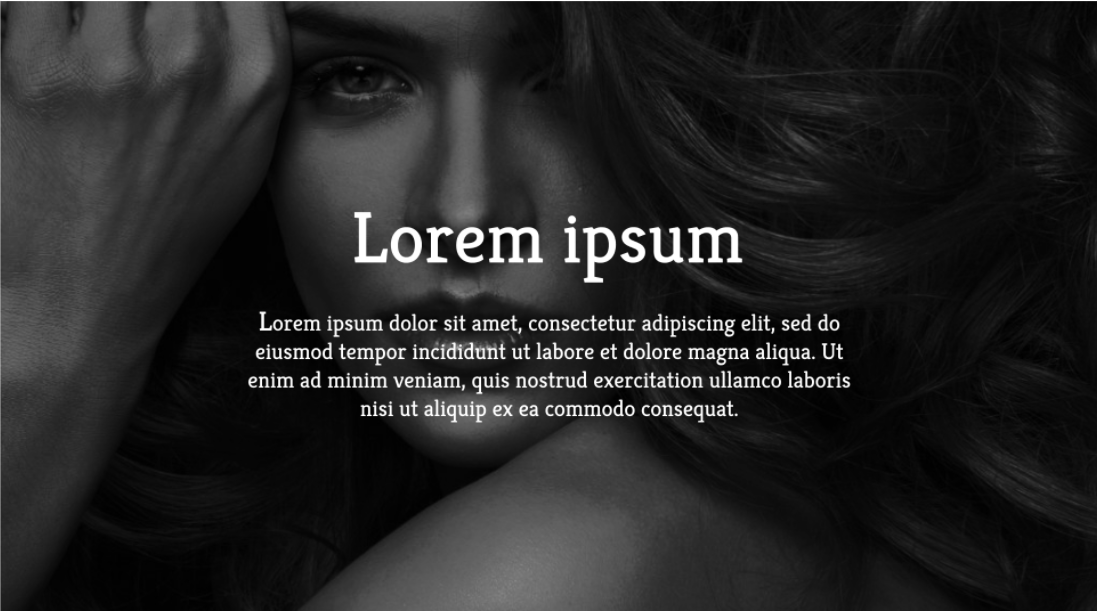 Lorem ipsum
Lorem ipsum dolor sit amet, consectetur adipiscing elit, sed do
eiusmod tempor incididunt ut labore et dolore magna aliqua. Ut
enim ad minim veniam, quis nostrud exercitation ullamco laboris
nisi ut aliquip ex ea commodo consequat.